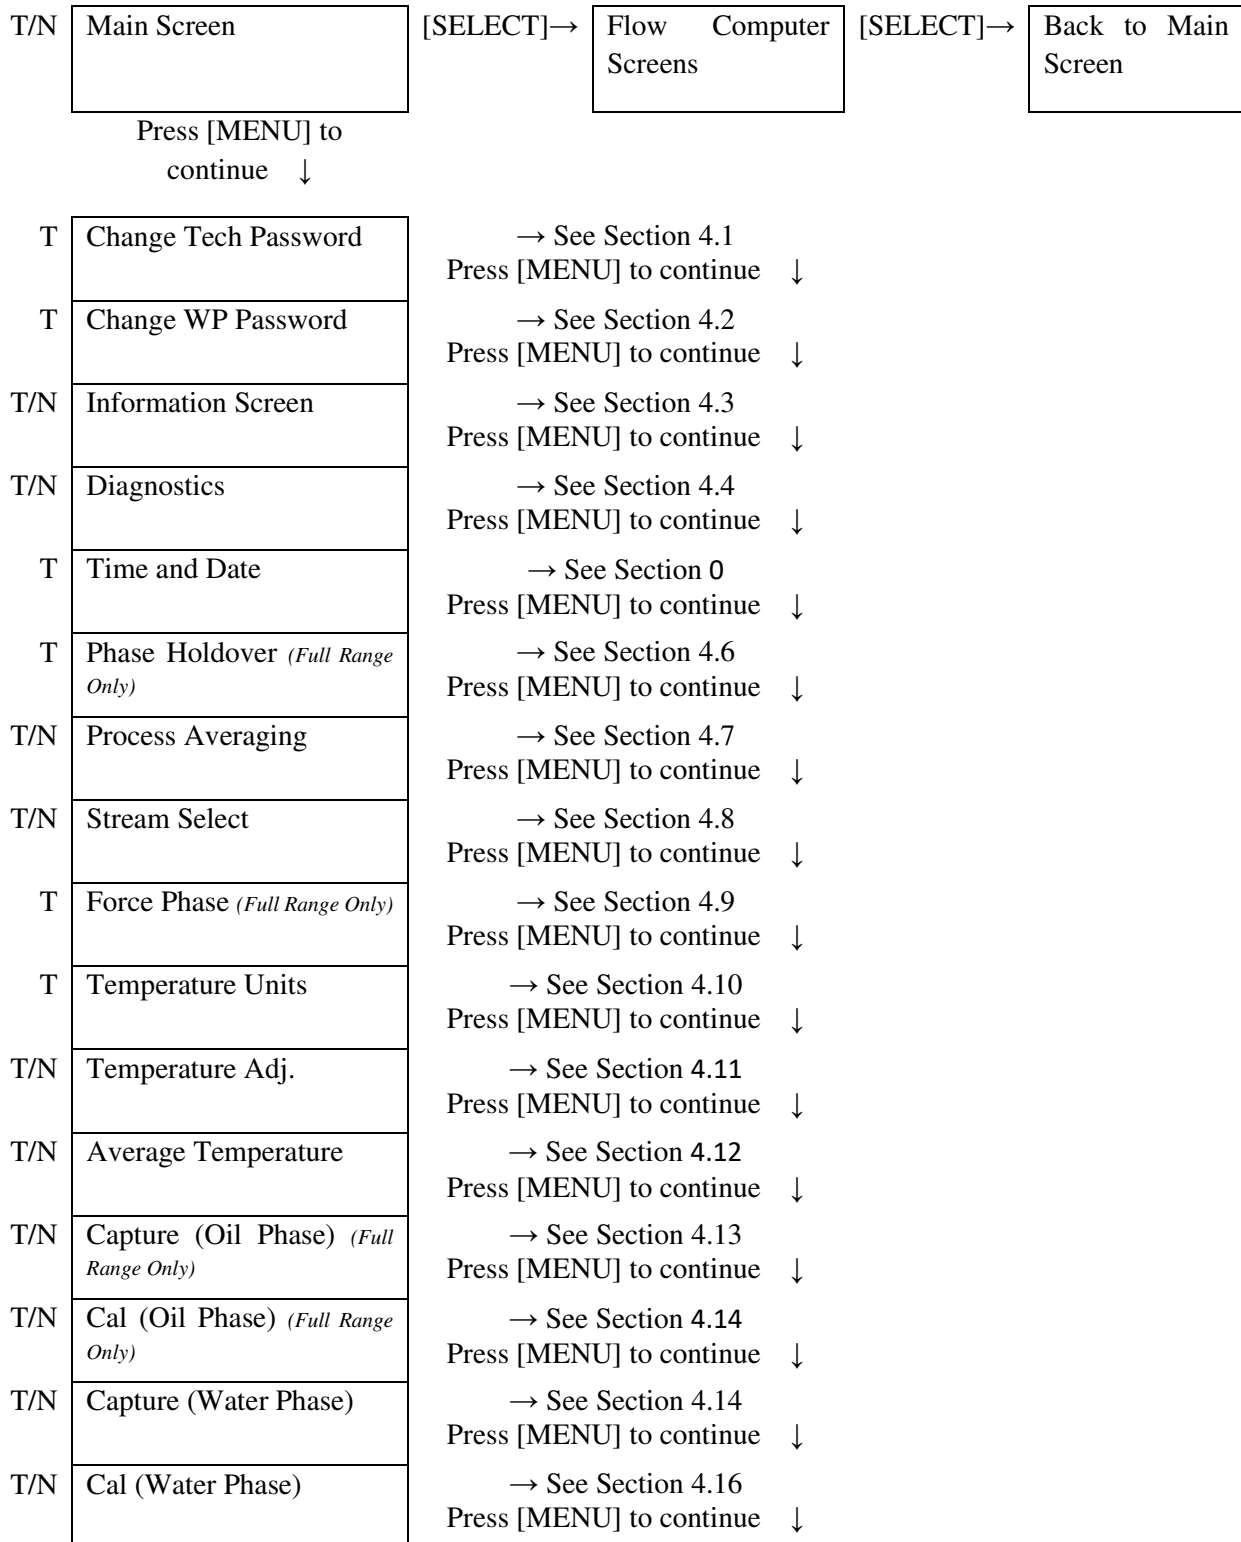 T/N Main Screen [SELECT]→ Flow Computer [SELECT]→ Back to Main
Screens Screen
Press [MENU] to
continue ↓
T Change Tech Password → See Section 4.1
Press [MENU] to continue ↓
T Change WP Password → See Section 4.2
Press [MENU] to continue ↓
T/N Information Screen → See Section 4.3
Press [MENU] to continue ↓
T/N Diagnostics → See Section 4.4
Press [MENU] to continue ↓
T Time and Date → See Section 0
Press [MENU] to continue ↓
T Phase Holdover (Full Range → See Section 4.6
Only) Press [MENU] to continue ↓
T/N Process Averaging → See Section 4.7
Press [MENU] to continue ↓
T/N Stream Select → See Section 4.8
Press [MENU] to continue ↓
T Force Phase (Full Range Only) → See Section 4.9
Press [MENU] to continue ↓
T Temperature Units → See Section 4.10
Press [MENU] to continue ↓
T/N Temperature Adj. → See Section 4.11
Press [MENU] to continue ↓
T/N Average Temperature → See Section 4.12
Press [MENU] to continue ↓
T/N Capture (Oil Phase) (Full → See Section 4.13
Range Only) Press [MENU] to continue ↓
T/N Cal (Oil Phase) (Full Range → See Section 4.14
Only) Press [MENU] to continue ↓
T/N Capture (Water Phase) → See Section 4.14
Press [MENU] to continue ↓
T/N Cal (Water Phase) → See Section 4.16
Press [MENU] to continue ↓